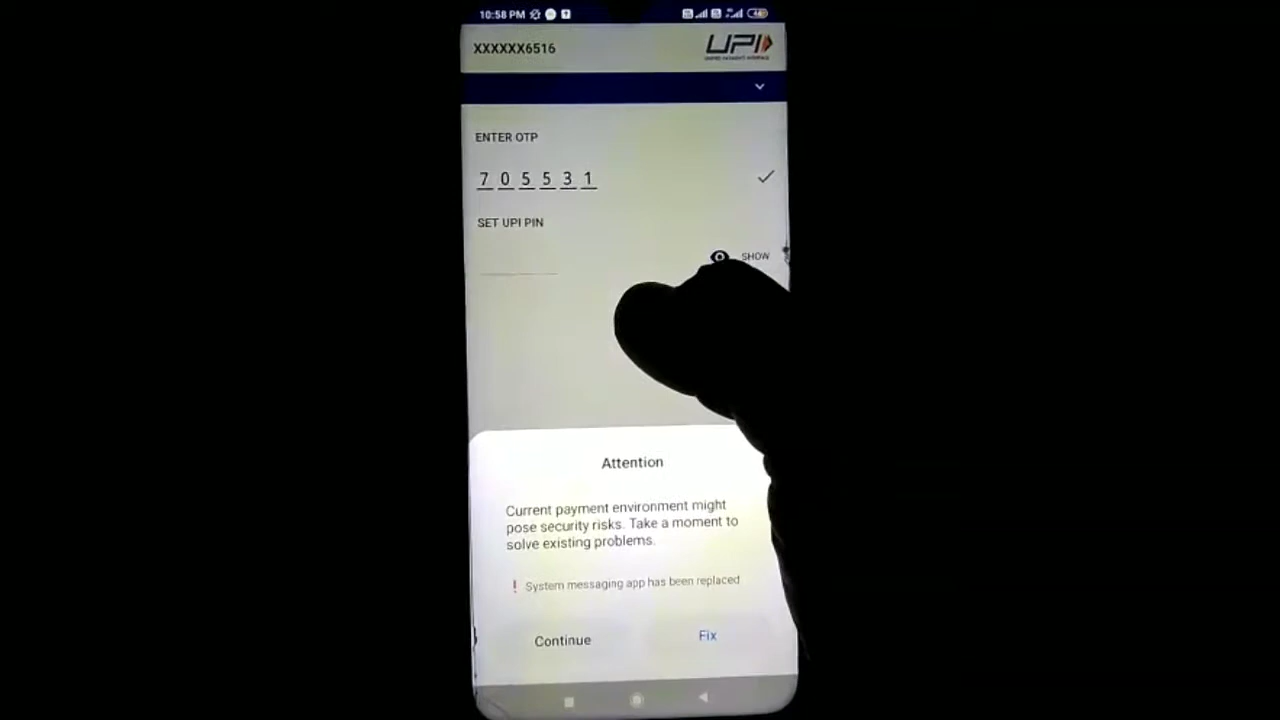 10:58 PM
XXXXXX6516
UPI
UNIFIED PAYMENTS INTERFACE
ENTER OTP
7 0 5 5 3 1
SET UPI PIN
SHOW
Attention
Current payment environment might
pose security risks. Take a moment to
solve existing problems.
! System messaging app has been replaced
Continue
Fix